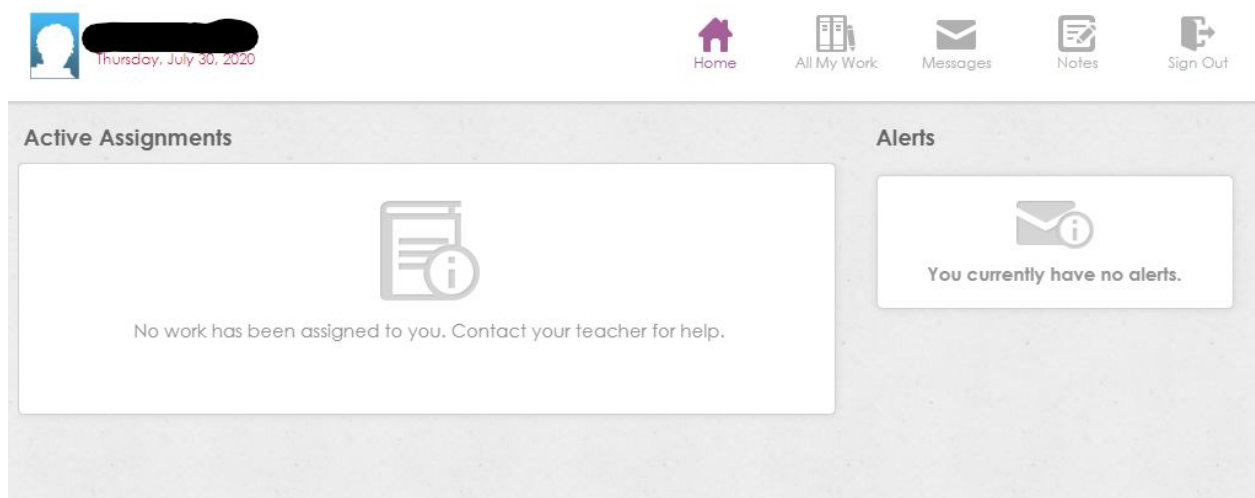 Thursday, July 30, 2020
Home
All My Work
Messages
Notes
Sign Out
Active Assignments
No work has been assigned to you. Contact your teacher for help.
Alerts
You currently have no alerts.